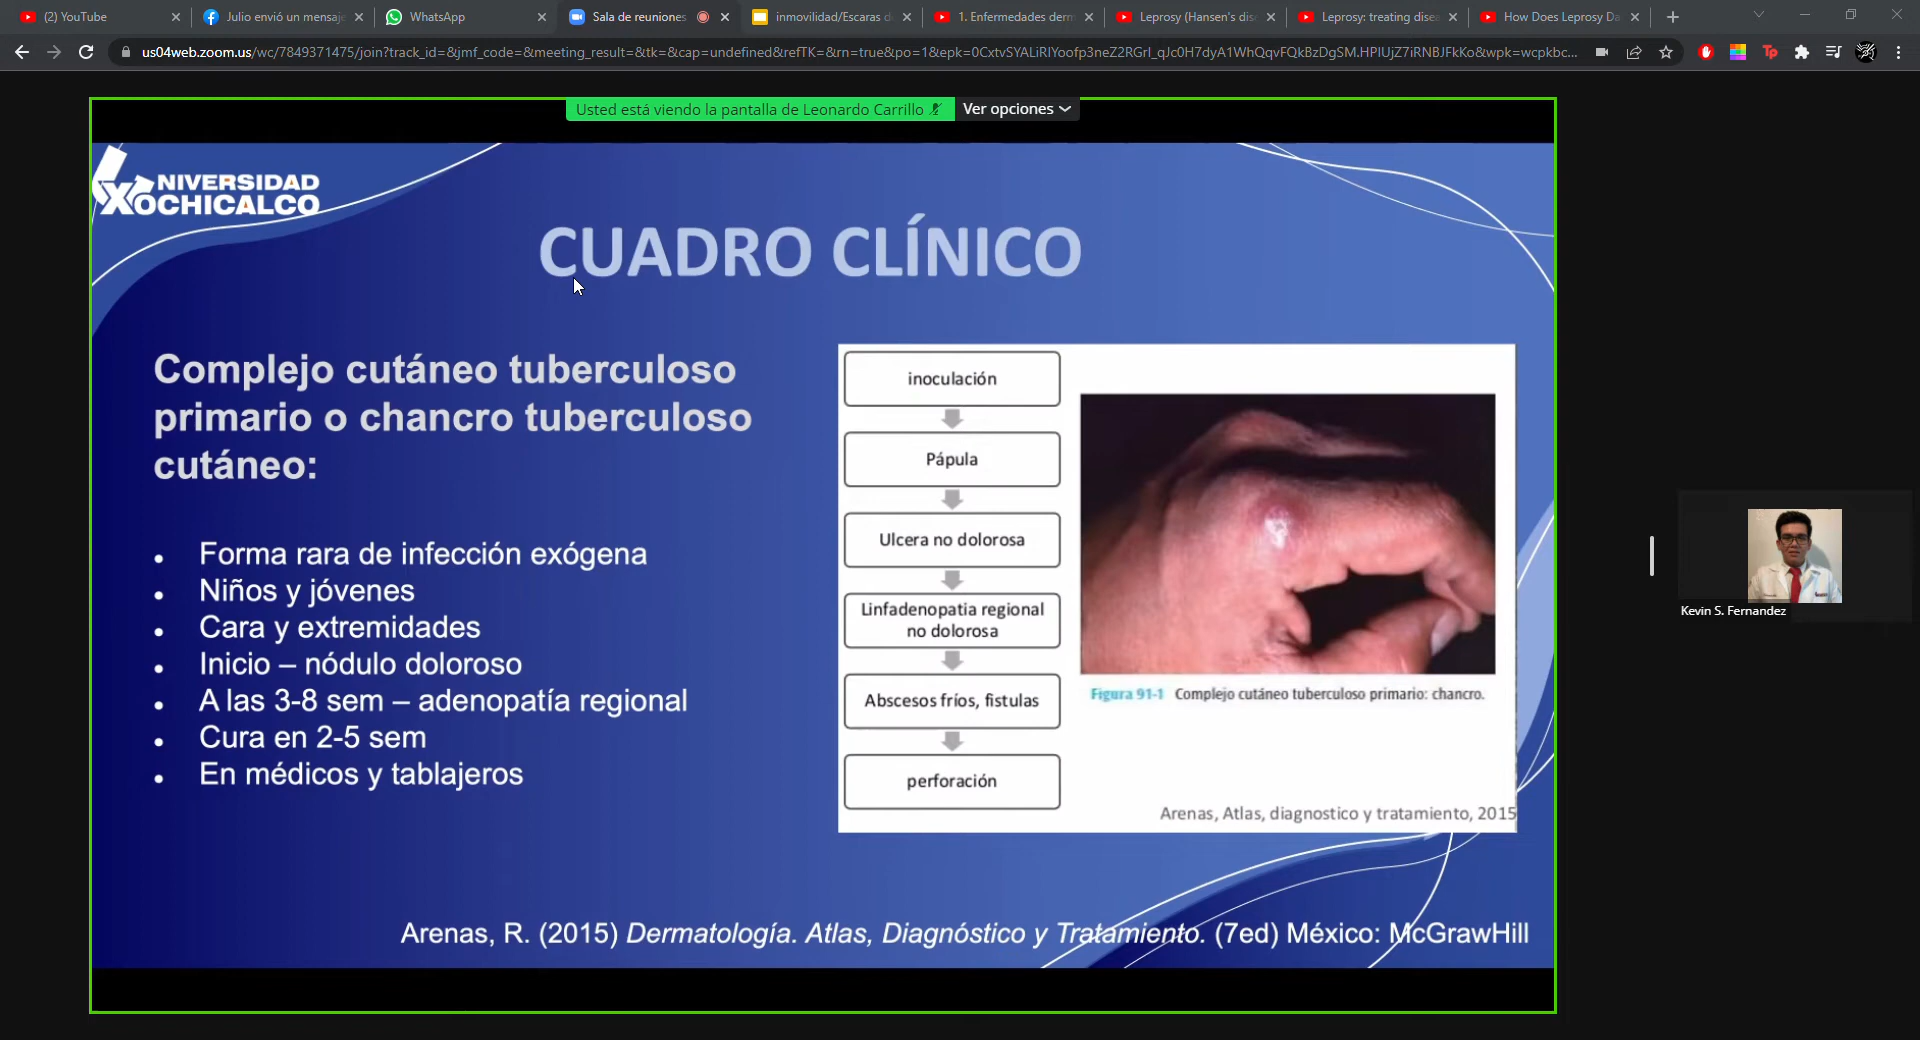 (2) YouTube
Julio envió un mensaje
WhatsApp
Sala de reuniones
inmovilidad/Escaras d
1. Enfermedades derm
Leprosy (Hansen's dis
Leprosy: treating disea
How Does Leprosy Da
Usted está viendo la pantalla de Leonardo Carrillo
Ver opciones
UNIVERSIDAD
XOCHICALCO
CUADRO CLÍNICO
Complejo cutáneo tuberculoso
primario o chancro tuberculoso
cutáneo:
• Forma rara de infección exógena
• Niños y jóvenes
• Cara y extremidades
• Inicio – nódulo doloroso
• A las 3-8 sem – adenopatía regional
• Cura en 2-5 sem
• En médicos y tablajeros
inoculación
Pápula
Ulcera no dolorosa
Linfadenopatia regional
no dolorosa
Abscesos fríos, fistulas
perforación
Figura 91-1 Complejo cutáneo tuberculoso primario: chancro.
Arenas, Atlas, diagnostico y tratamiento, 2015
Arenas, R. (2015) Dermatología. Atlas, Diagnóstico y Tratamiento. (7ed) México: McGrawHill
Kevin S. Fernandez